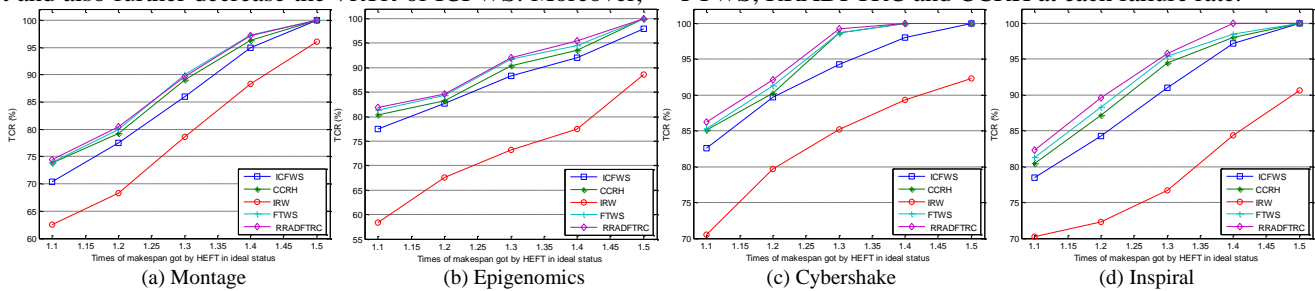 and also further decrease the
of ICFWS. Moreover,
FTWS, RRADFTRC and CCRH at each failure rate.
100
95
90
85
80
75
70
65
60
TCR (%)
1.1 1.15 1.2 1.25 1.3 1.35 1.4 1.45 1.5
Times of makespan got by HEFT in ideal status
ICFWS
CCRH
IRW
FTWS
RRADFTRC
(a) Montage
100
95
90
85
80
75
70
65
60
55
TCR (%)
1.1 1.15 1.2 1.25 1.3 1.35 1.4 1.45 1.5
Times of makespan got by HEFT in ideal status
ICFWS
CCRH
IRW
FTWS
RRADFTRC
(b) Epigenomics
100
95
90
85
80
75
70
TCR (%)
1.1 1.15 1.2 1.25 1.3 1.35 1.4 1.45 1.5
Times of makespan got by HEFT in ideal status
ICFWS
CCRH
IRW
FTWS
RRADFTRC
(c) Cybershake
100
95
90
85
80
75
70
TCR (%)
1.1 1.15 1.2 1.25 1.3 1.35 1.4 1.45 1.5
Times of makespan got by HEFT in ideal status
ICFWS
CCRH
IRW
FTWS
RRADFTRC
(d) Inspiral